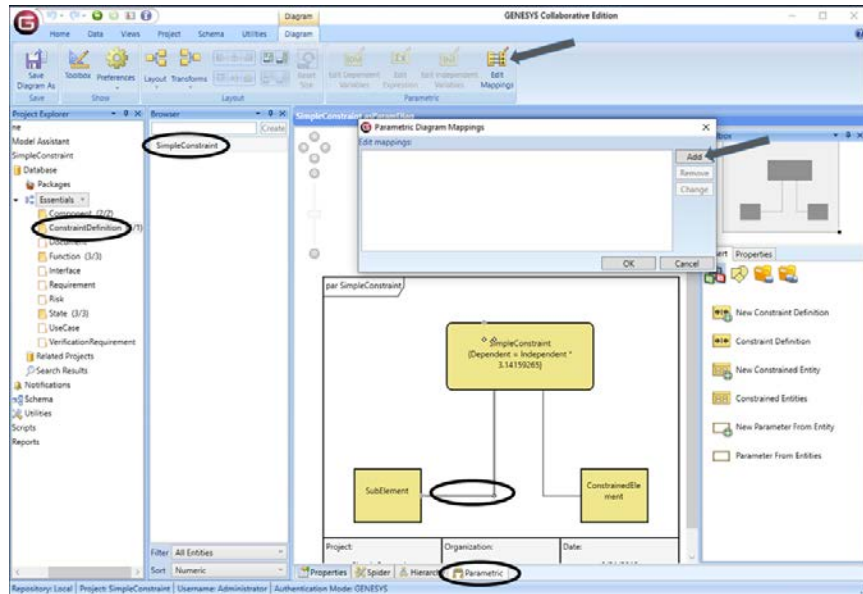 Diagram
GENESYS Collaborative Edition
Home Data Views Project Schema Utilities Diagram
Save Diagram As
Toolbox
Preferences
Layout
Transforms
Reset Size
Edit Dependent Variables
Edit Expression
Edit Independent Variables
Edit Mappings
Save Show Layout Parametric
Project Explorer
Browser
Create
Model Assistant
SimpleConstraint
Database
Packages
Essentials
Component (2/2)
ConstraintDefinition
Document
Function (3/3)
Interface
Requirement
Risk
State (3/3)
UseCase
VerificationRequirement
Related Projects
Search Results
Notifications
Schema
Utilities
Scripts
Reports
SimpleConstraint
Filter All Entities
Sort Numeric
Parametric Diagram Mappings
Edit mappings:
Add
Remove
Change
OK Cancel
par SimpleConstraint
SimpleConstraint
{Dependent = Independent *
3.14159265}
SubElement
ConstrainedEle
ment
Project: Organization: Date:
Properties
New Constraint Definition
Constraint Definition
New Constrained Entity
Constrained Entities
New Parameter From Entity
Parameter From Entities
Properties Spider Hierarch Parametric
Repository: Local Project: SimpleConstraint Username: Administrator Authentication Mode: GENESYS